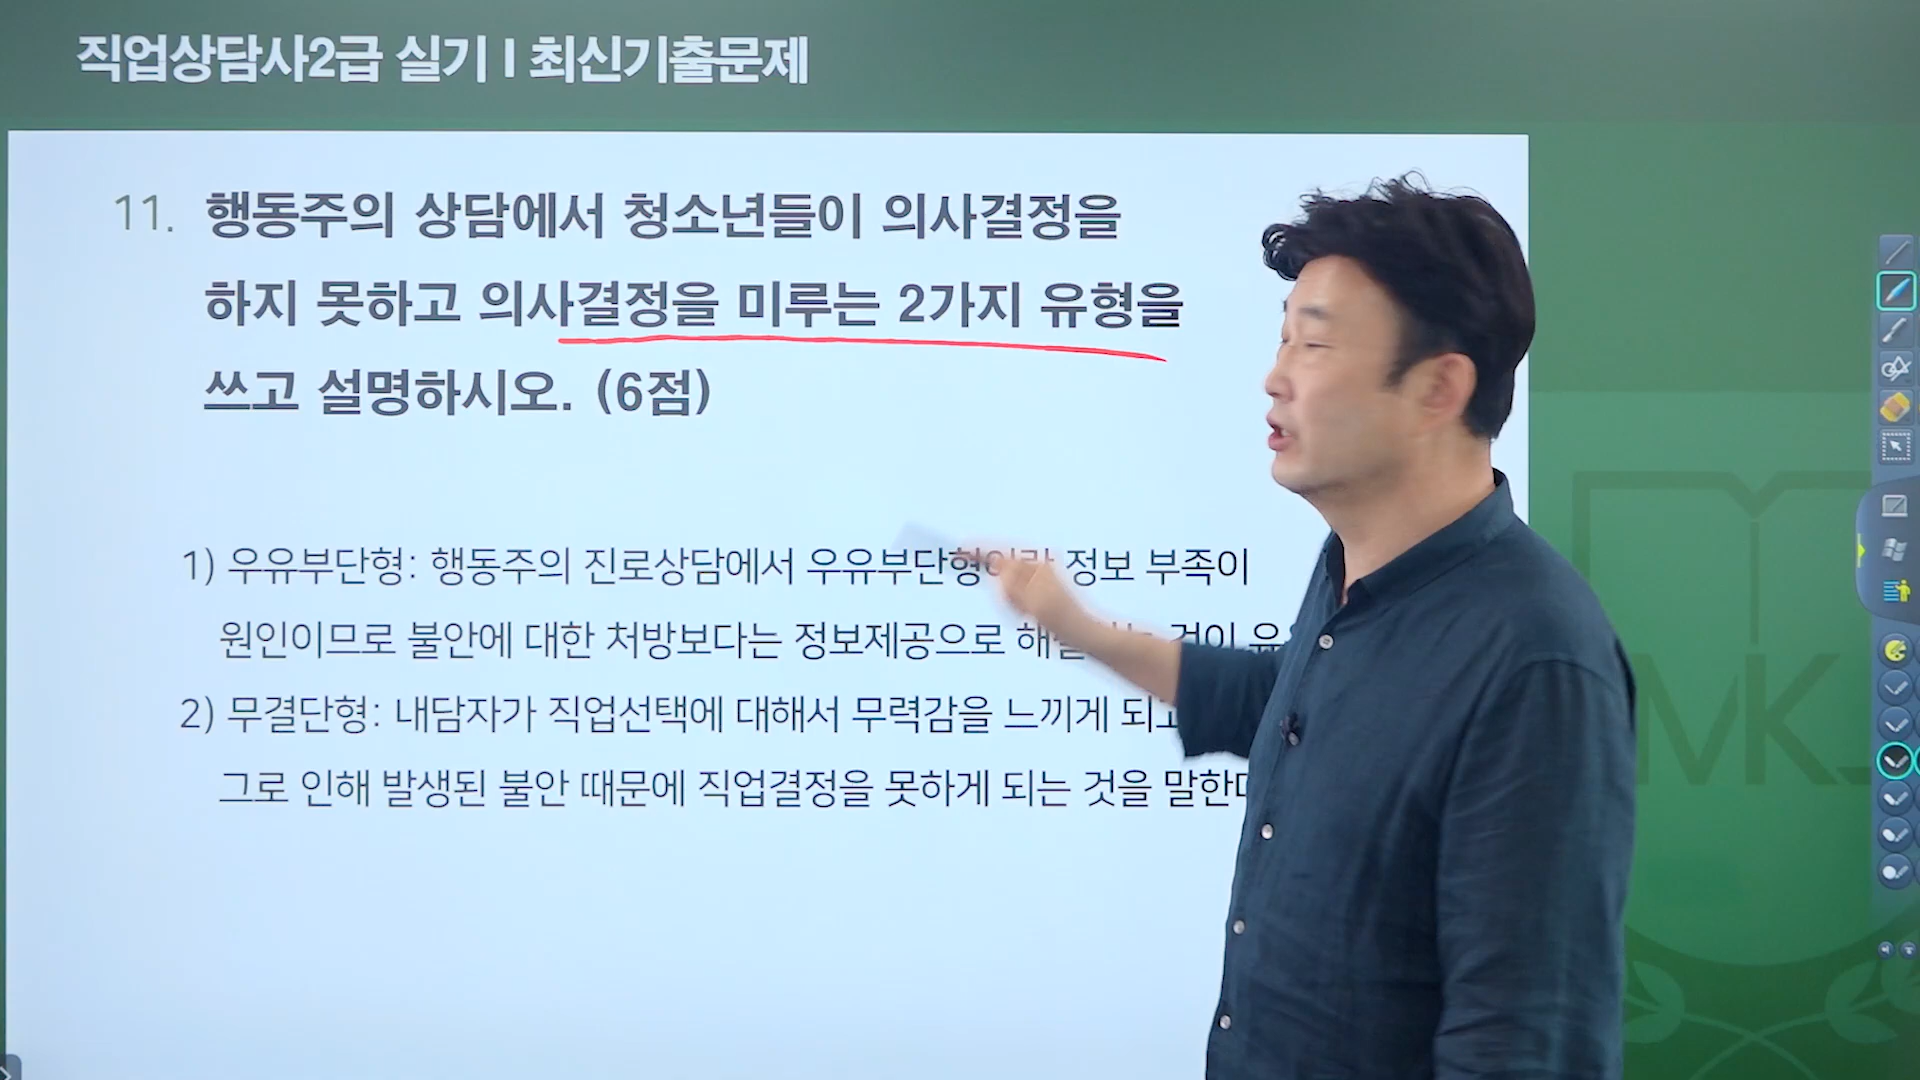 직업상담사2급 실기 I 최신기출문제
11. 행동주의 상담에서 청소년들이 의사결정을
하지 못하고 의사결정을 미루는 2가지 유형을
쓰고 설명하시오. (6점)
1) 우유부단형: 행동주의 진로상담에서 우유부단형이란 정보 부족이
원인이므로 불안에 대한 처방보다는 정보제공으로 것이
2) 무결단형: 내담자가 직업선택에 대해서 무력감을 느끼게 되고
그로 인해 발생된 불안 때문에 직업결정을 못하게 되는 것을 말한다
MK